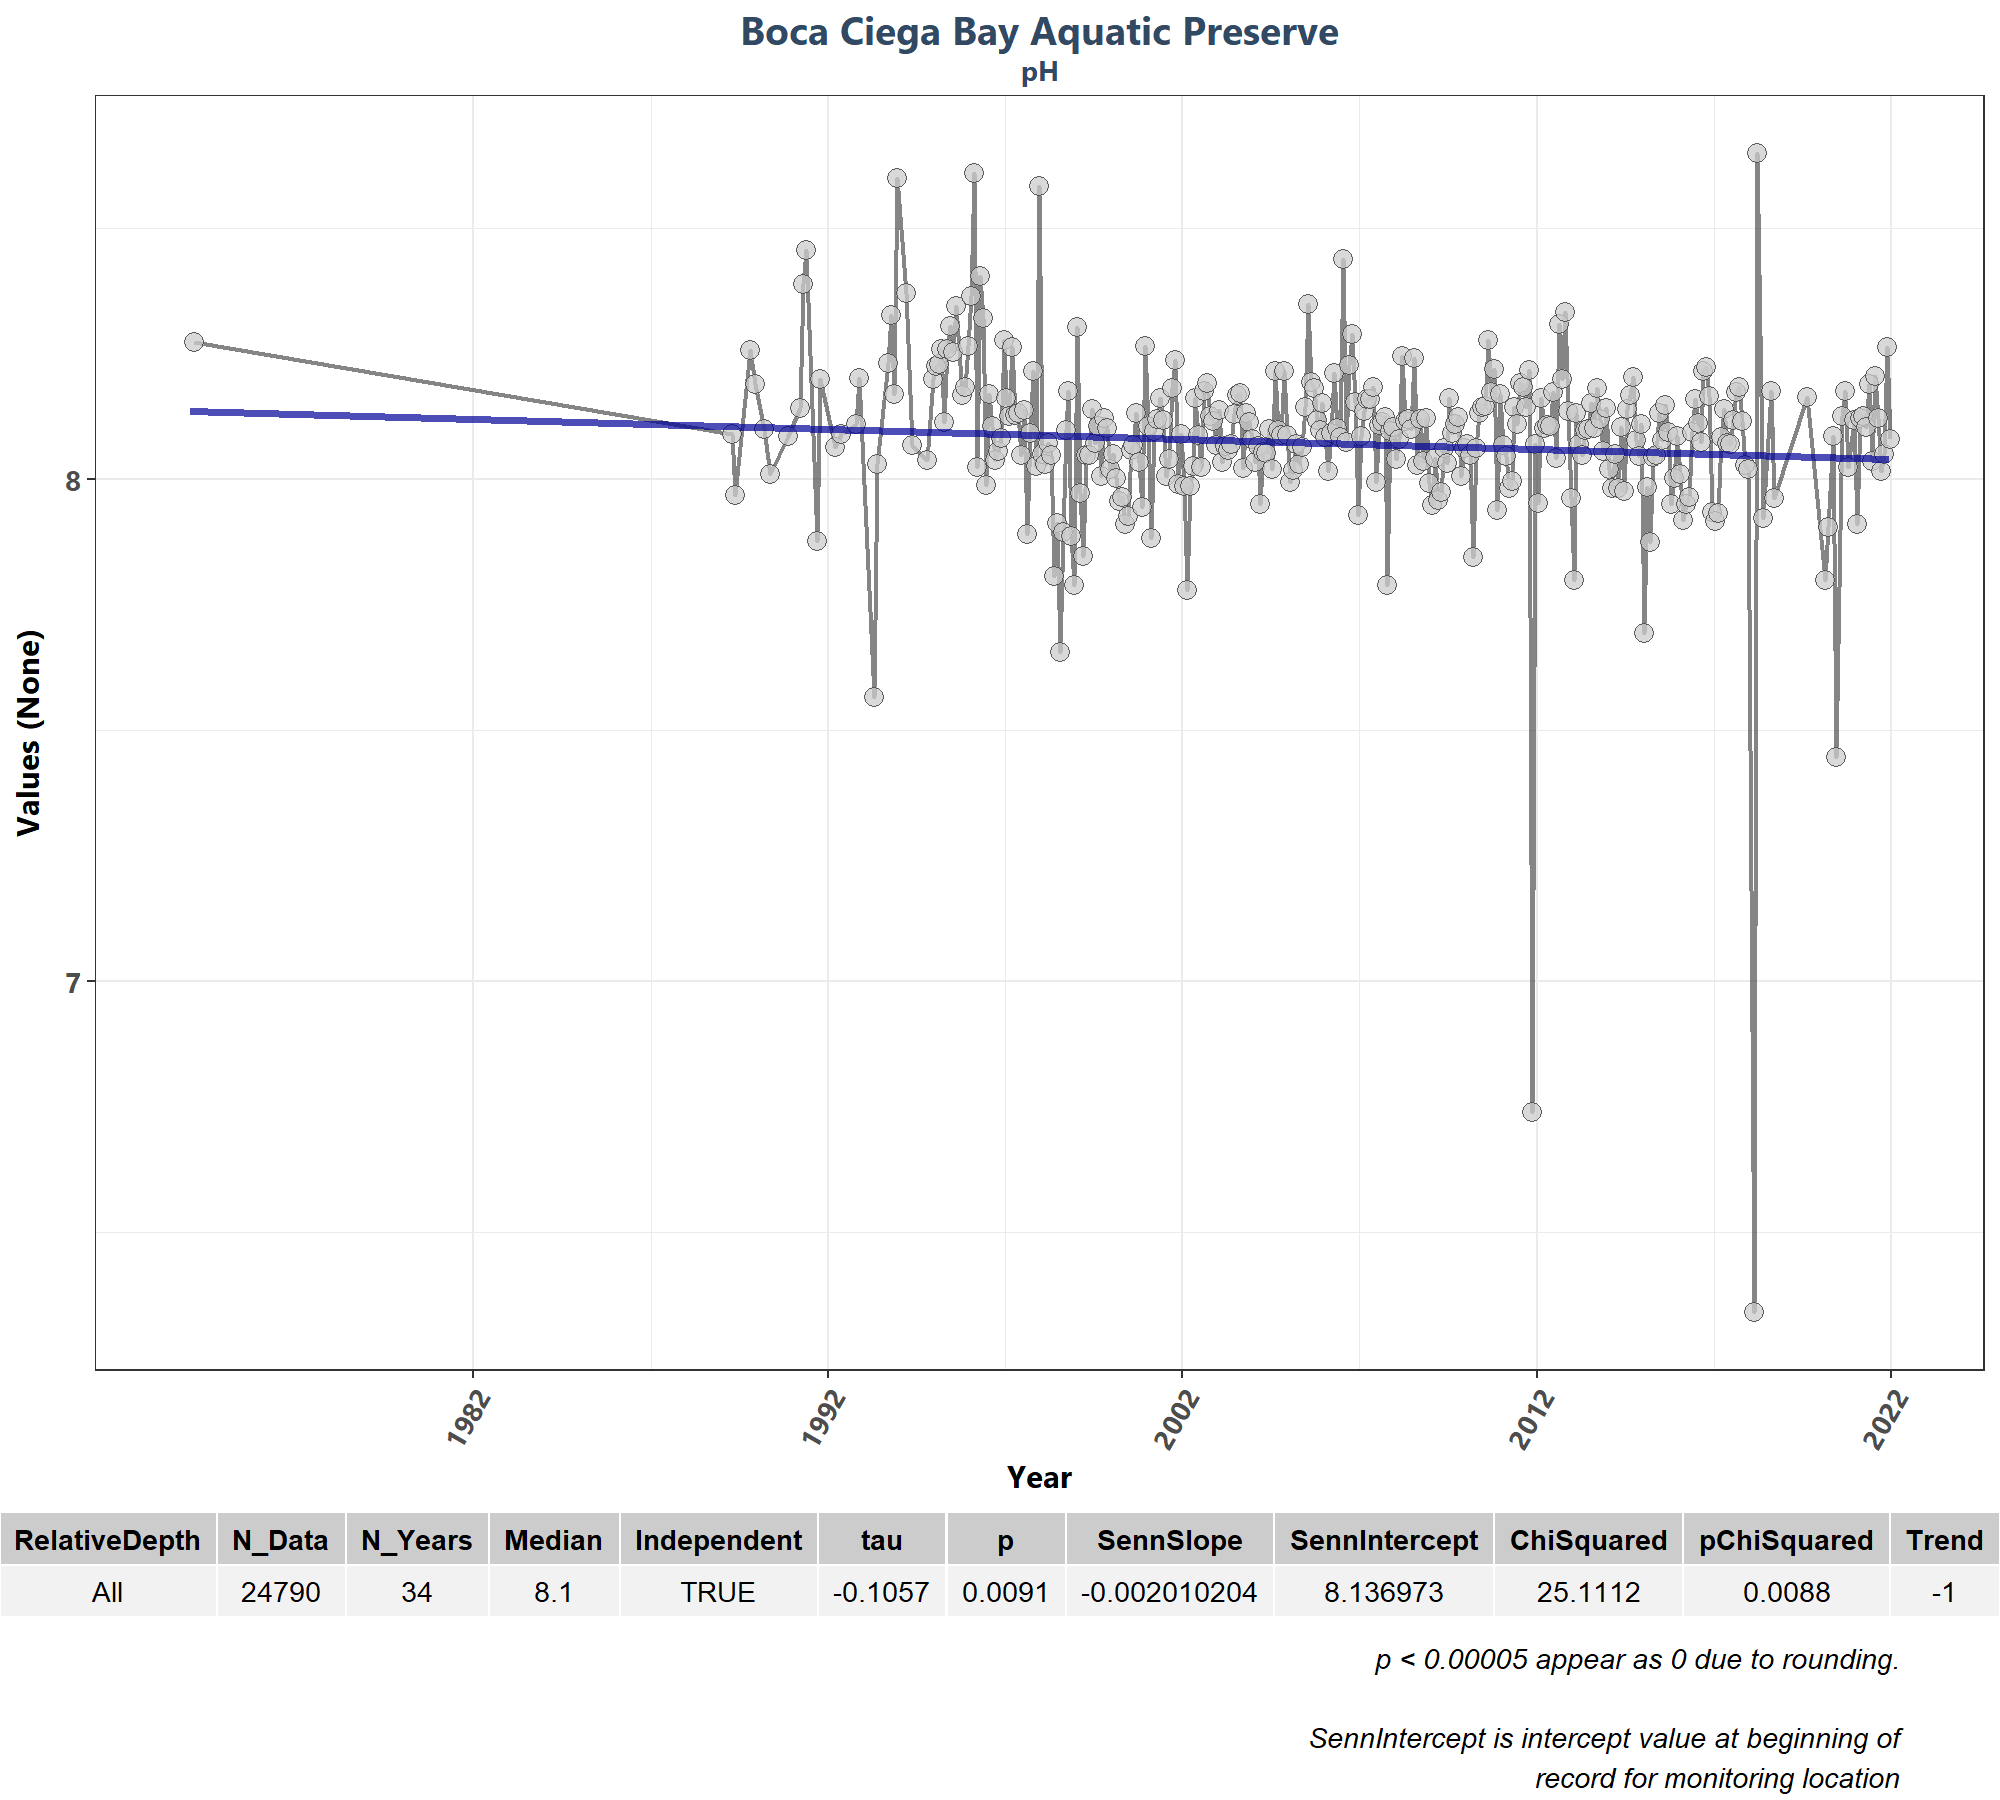 Boca Ciega Bay Aquatic Preserve
pH
Values (None)
8
7
1982 1992 2002 2012 2022
Year
RelativeDepth N_Data N_Years Median Independent tau p SennSlope SennIntercept ChiSquared pChiSquared Trend
All 24790 34 8.1 TRUE -0.1057 0.0091 -0.002010204 8.136973 25.1112 0.0088 -1
p < 0.00005 appear as 0 due to rounding.
SennIntercept is intercept value at beginning of
record for monitoring location